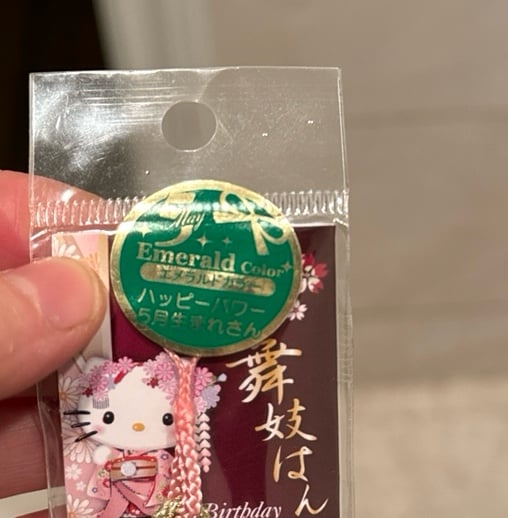 5
May
Emerald Color
エメラルドカラー
ハッピーパワー
5月生まれさん
舞妓はん
Birthday